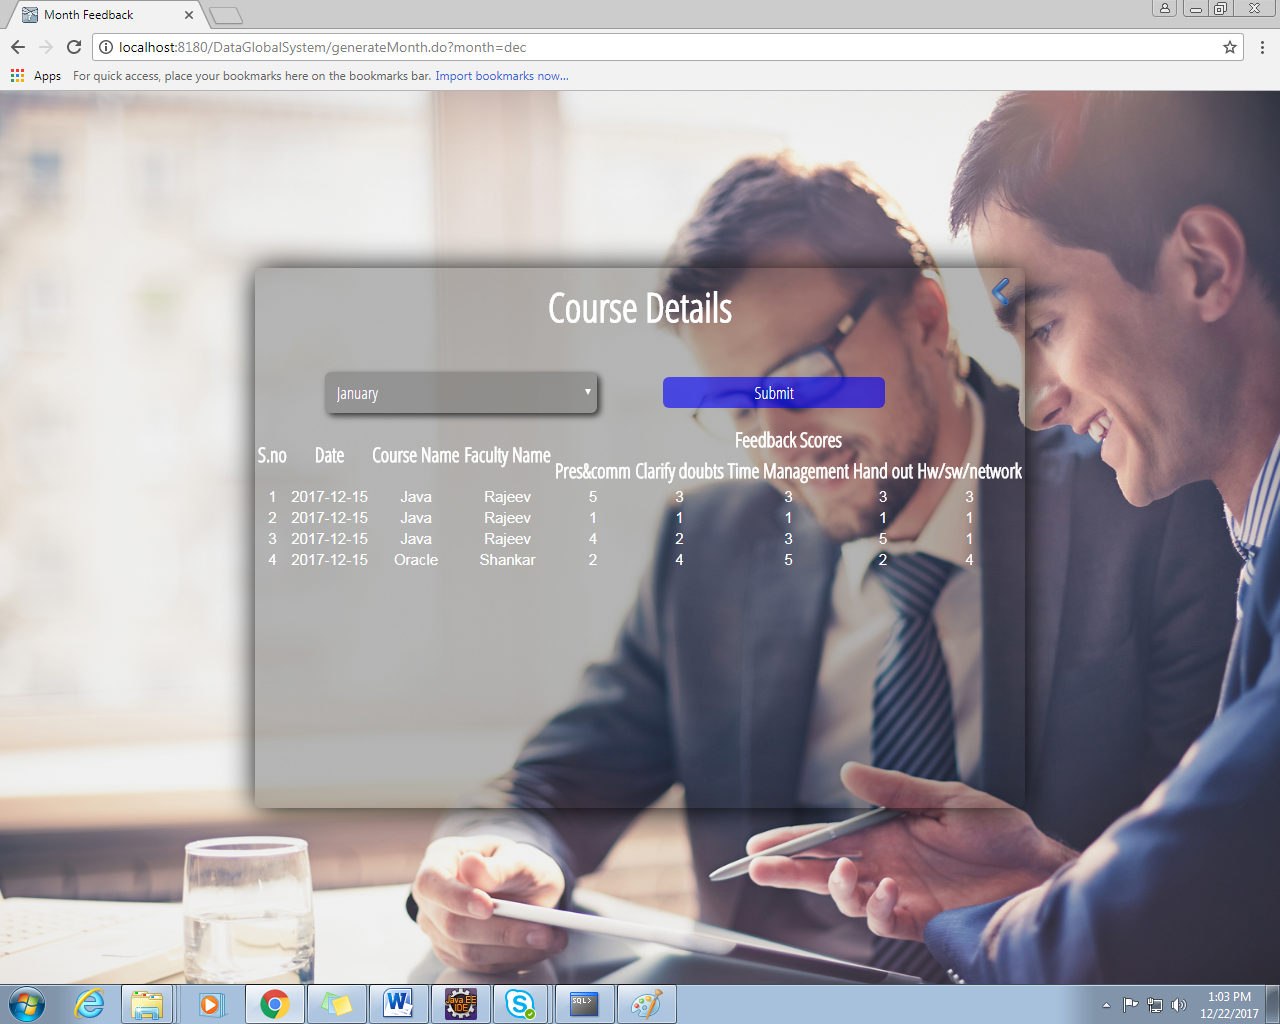 Month Feedback
localhost:8180/DataGlobalSystem/generateMonth.do?month=dec
Apps For quick access, place your bookmarks here on the bookmarks bar. Import bookmarks now...
Course Details
January Submit
Feedback Scores
S.no Date Course Name Faculty Name
Pres&comm Clarify doubts Time Management Hand out Hw/sw/network
1 2017-12-15 Java Rajeev 5 3 3 3 3
2 2017-12-15 Java Rajeev 1 1 1 1 1
3 2017-12-15 Java Rajeev 4 2 3 5 1
4 2017-12-15 Oracle Shankar 2 4 5 2 4
Java EE
IDE
SQL>
1:03 PM
12/22/2017